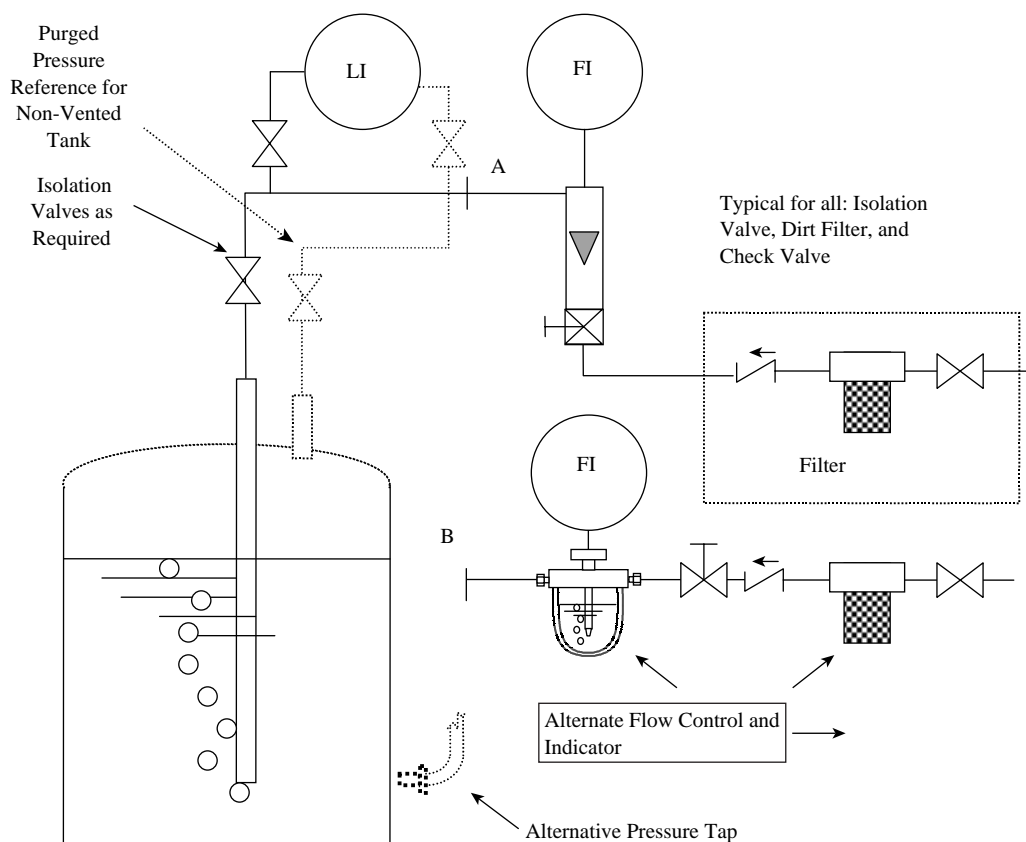 Purged
Pressure
Reference for
Non-Vented
Tank
LI
FI
Isolation
Valves as
Required
A
Typical for all: Isolation
Valve, Dirt Filter, and
Check Valve
Filter
FI
B
Alternate Flow Control and
Indicator
Alternative Pressure Tap